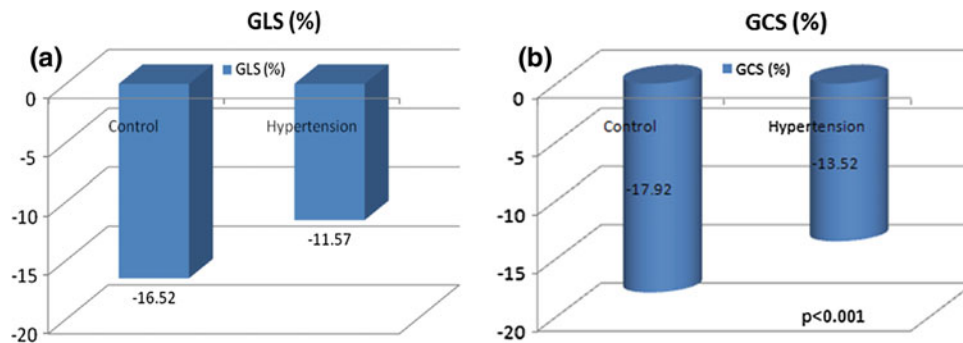 GLS (%)
(a)
GLS (%)
0
Control
Hypertension
-5
-10
-11.57
-15
-16.52
-20
GCS (%)
(b)
GCS (%)
0
Control
Hypertension
-5
-13.52
-17.92
-10
-15
p<0.001
-20